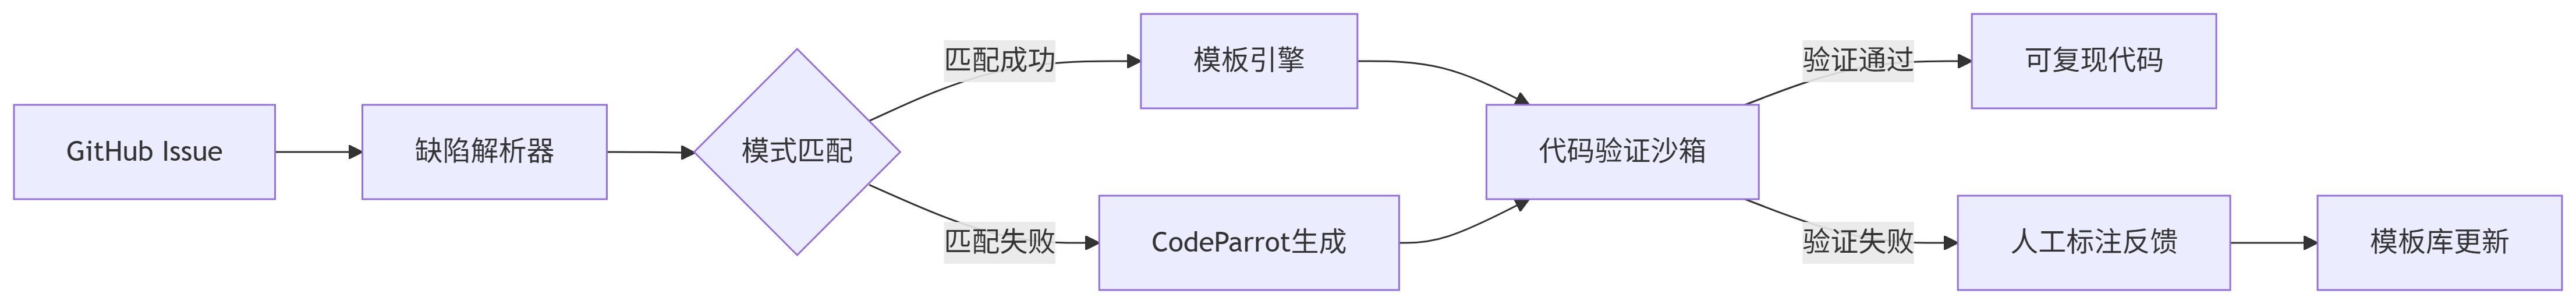 GitHub Issue
缺陷解析器
模式匹配
匹配成功
匹配失败
模板引擎
CodeParrot生成
代码验证沙箱
验证通过
验证失败
可复现代码
人工标注反馈
模板库更新